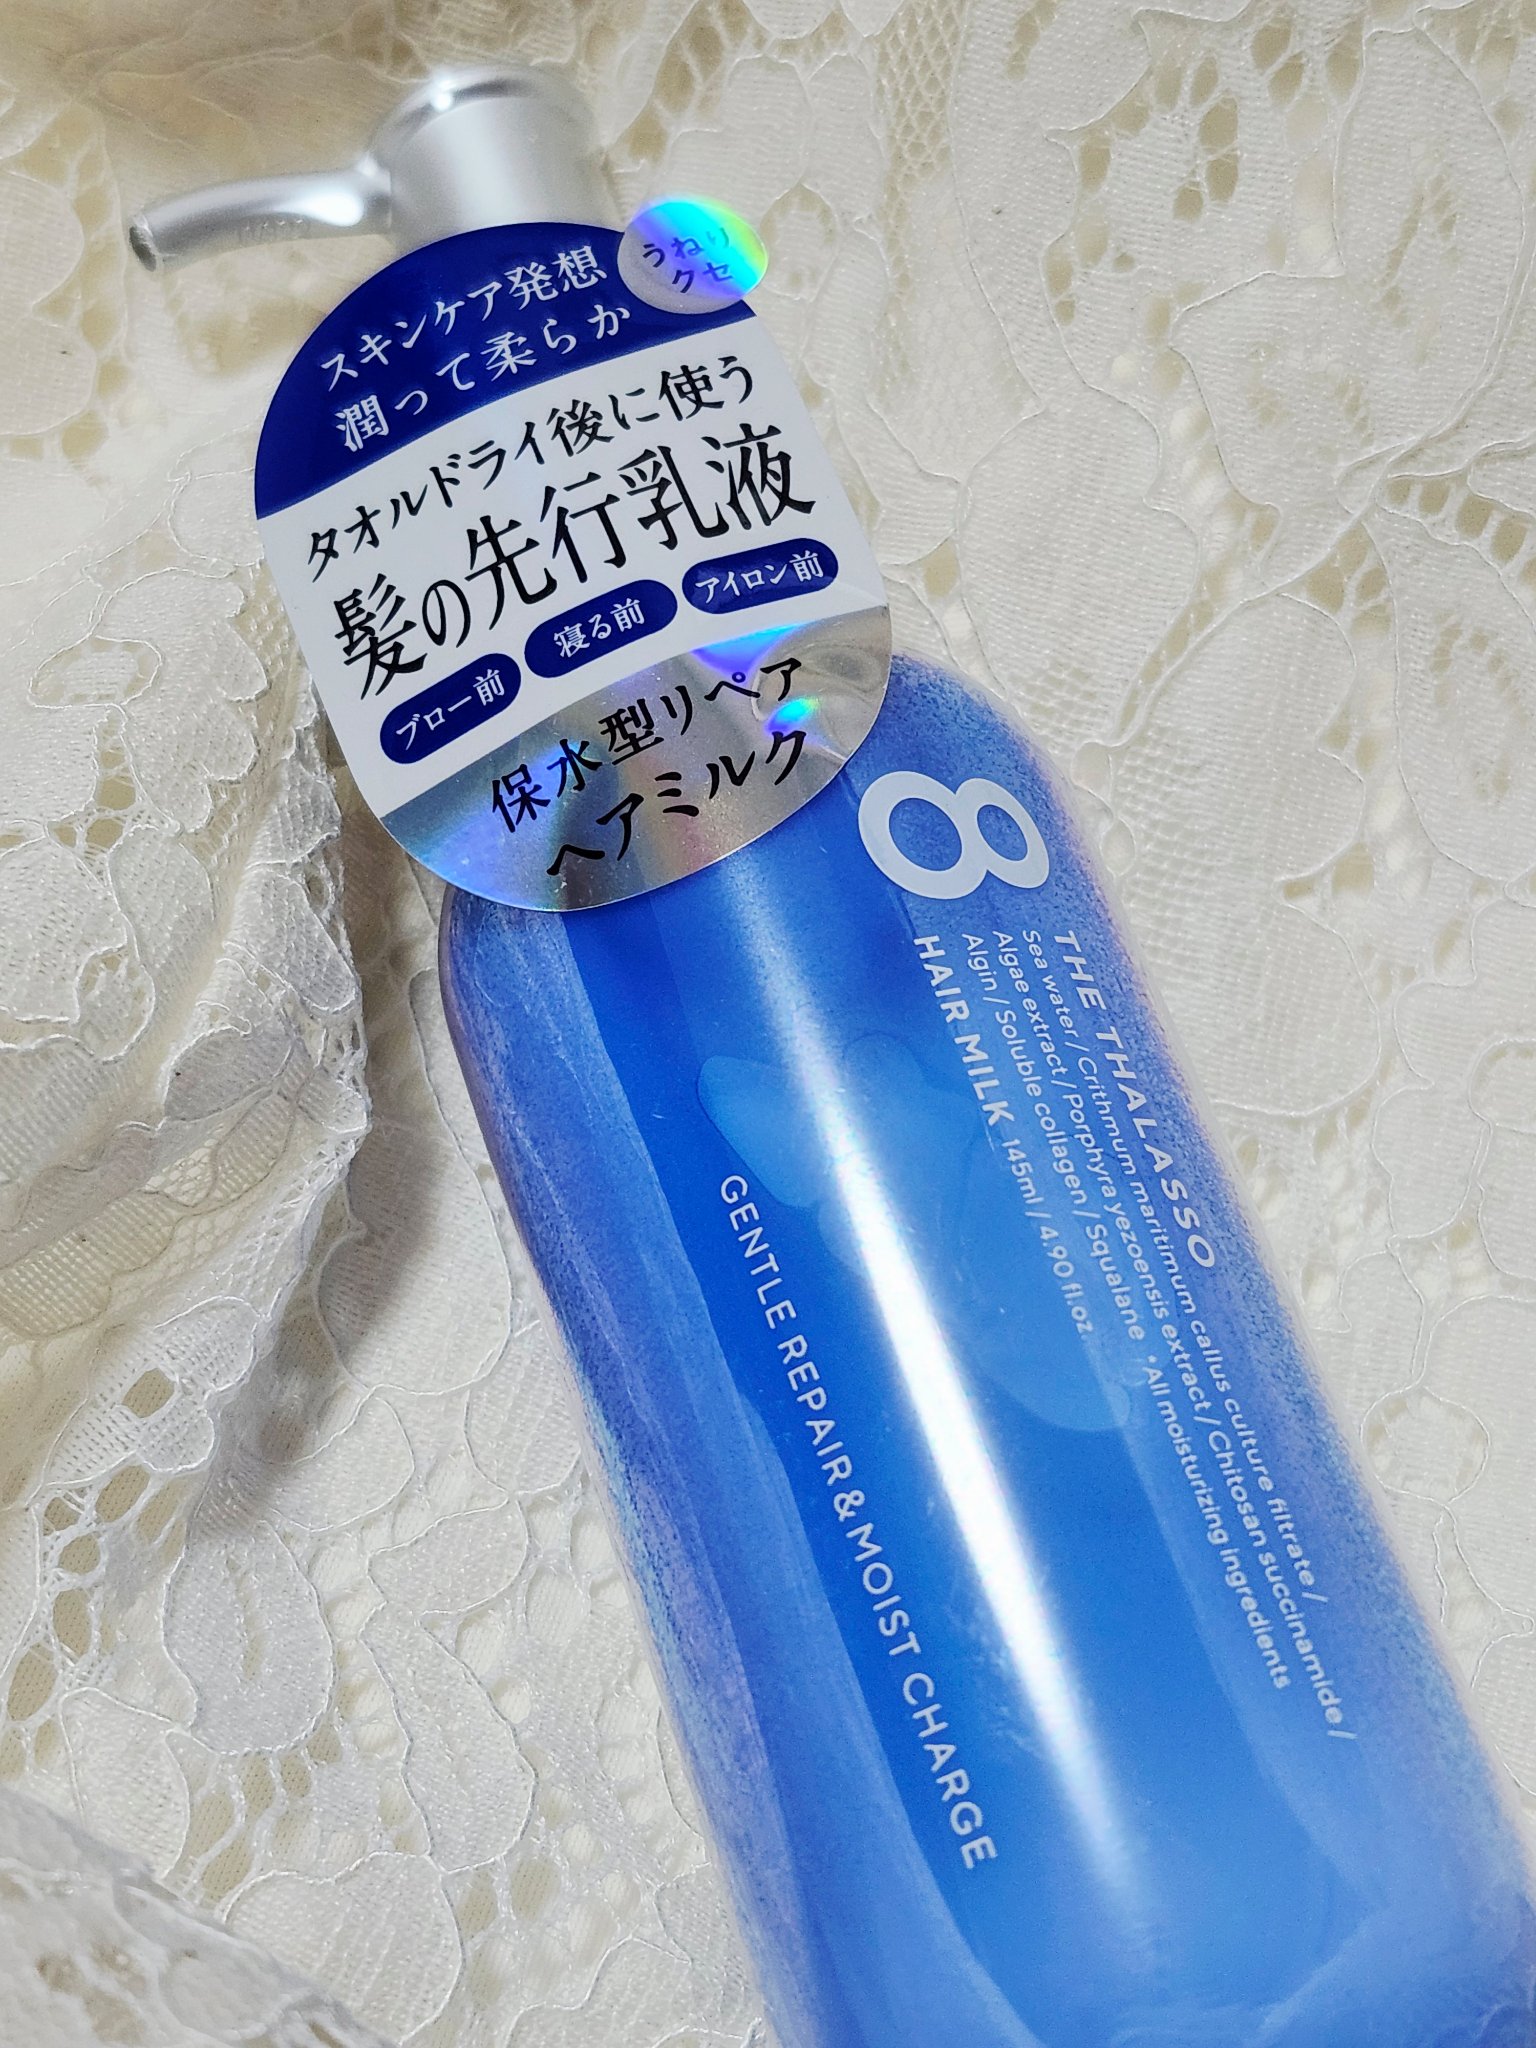 うねり
クセ
スキンケア発想
潤って柔らか
タオルドライ後に使う
髪の先行乳液
ブロー前
寝る前
アイロン前
保水型リペア
ヘアミルク
8
THE THALASSO
Sea water / Crithmum maritimum callus culture filtrate /
Algae extract / Porphyra yezoensis extract / Chitosan succinamide /
Algin / Soluble collagen / Squalane *All moisturizing ingredients
HAIR MILK 145ml / 4.90 fl.oz.
GENTLE REPAIR & MOIST CHARGE